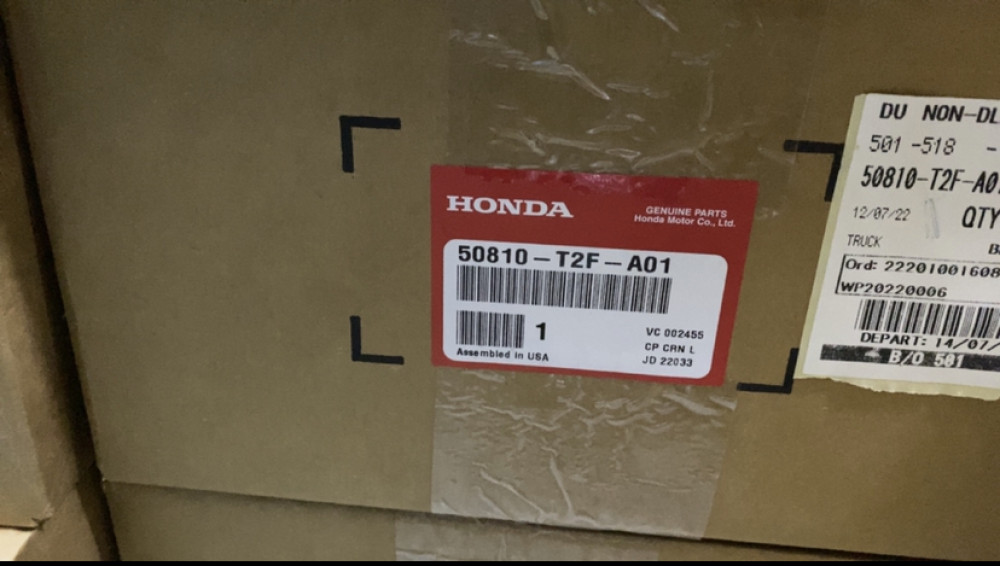 HONDA
GENUINE PARTS
Honda Motor Co., Ltd.
50810-T2F-A01
1
VC 002455
CP CRN L
Assembled in USA
JD 22033
DU NON-DL
501 -518 -
50810-T2F-A0
12/07/22 QTY
TRUCK
Ord: 22201001608
WP20220006
DEPART: 14/07/
B/O 501